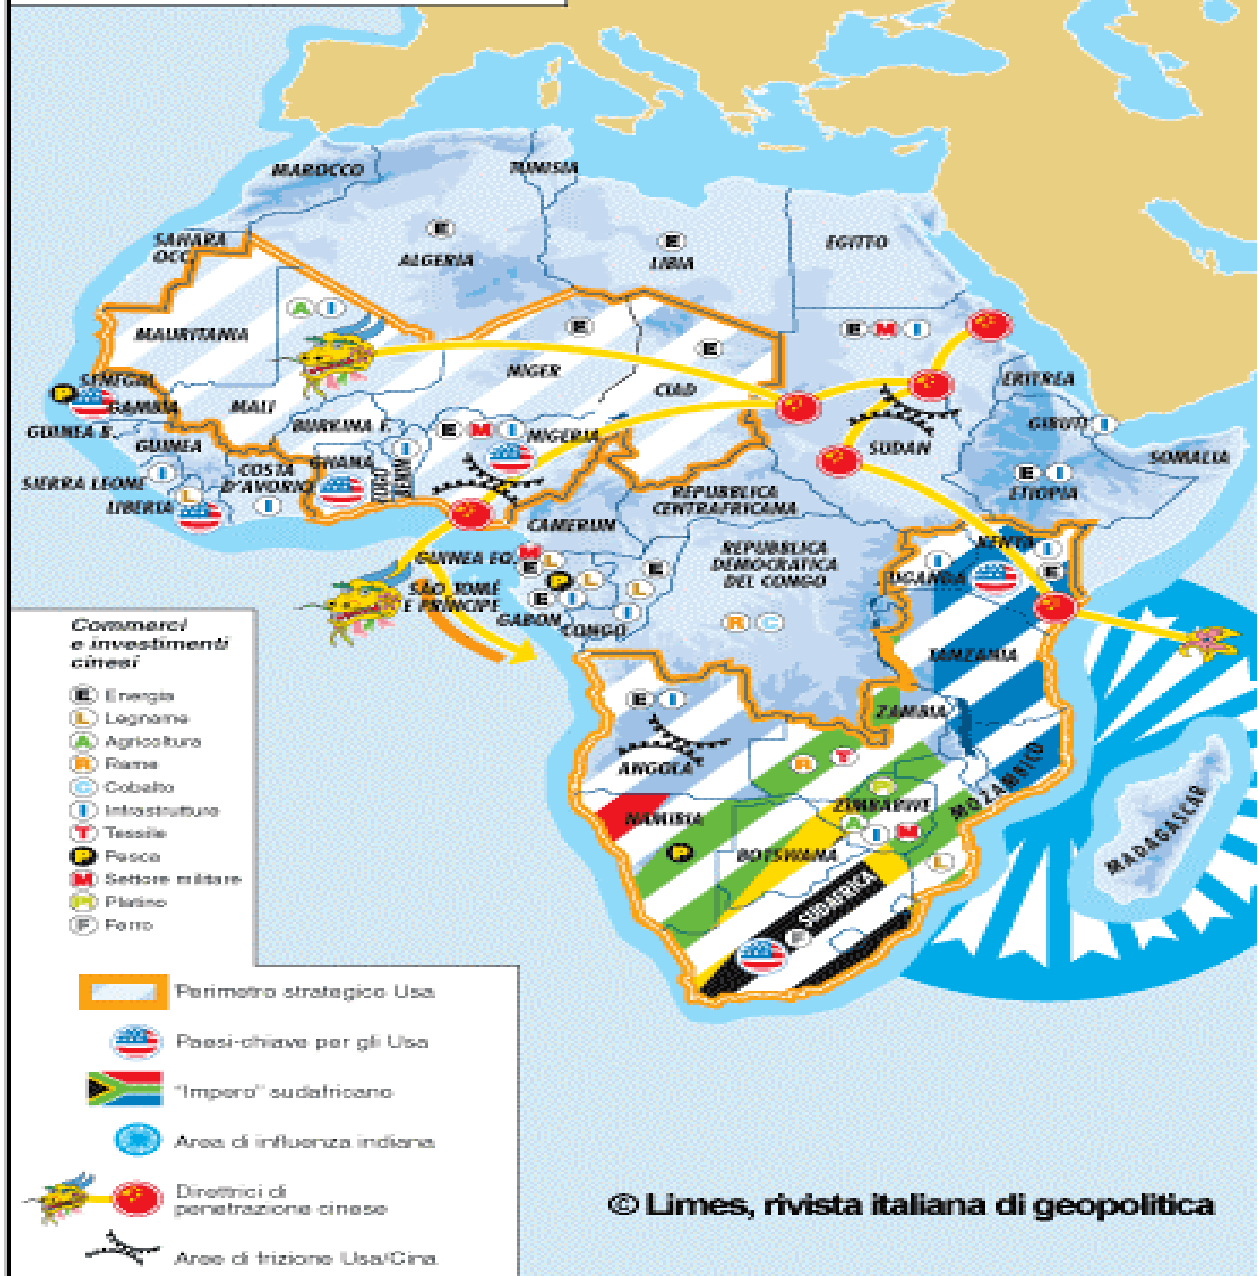 MAROCCO
TUNISIA
SAHARA
OCC.
ALGERIA
LIBIA
EGITTO
MAURITANIA
MALI
NIGER
CIAD
SUDAN
ERITREA
GIBUTI
SOMALIA
ETIOPIA
SENEGAL
GAMBIA
GUINEA B.
GUINEA
SIERRA LEONE
LIBERIA
COSTA
D'AVORIO
BURKINA F.
GHANA
TOGO
BENIN
NIGERIA
CAMERUN
REPUBBLICA
CENTRAFRICANA
GUINEA EQ.
SAO TOMÉ
E PRINCIPE
GABON
CONGO
REPUBBLICA
DEMOCRATICA
DEL CONGO
UGANDA
KENYA
TANZANIA
ANGOLA
ZAMBIA
NAMIBIA
BOTSWANA
ZIMBABWE
MOZAMBICO
MADAGASCAR
SUDAFRICA
E
E
A I
E
E
E M I
P
E M I
I
I
L
I
I
E I
M
L
E
P L
E I
E
L
I
R C
I
I
E
E I
R T
P
Pl
A I M
L
F
Commerci
e investimenti
cinesi
E Energia
L Legname
A Agricoltura
R Rame
C Cobalto
I Infrastrutture
T Tessile
P Pesca
M Settore militare
Pl Platino
F Ferro
Perimetro strategico Usa
Paesi-chiave per gli Usa
"Impero" sudafricano
Area di influenza indiana
Direttrici di
penetrazione cinese
Aree di frizione Usa/Cina
© Limes, rivista italiana di geopolitica